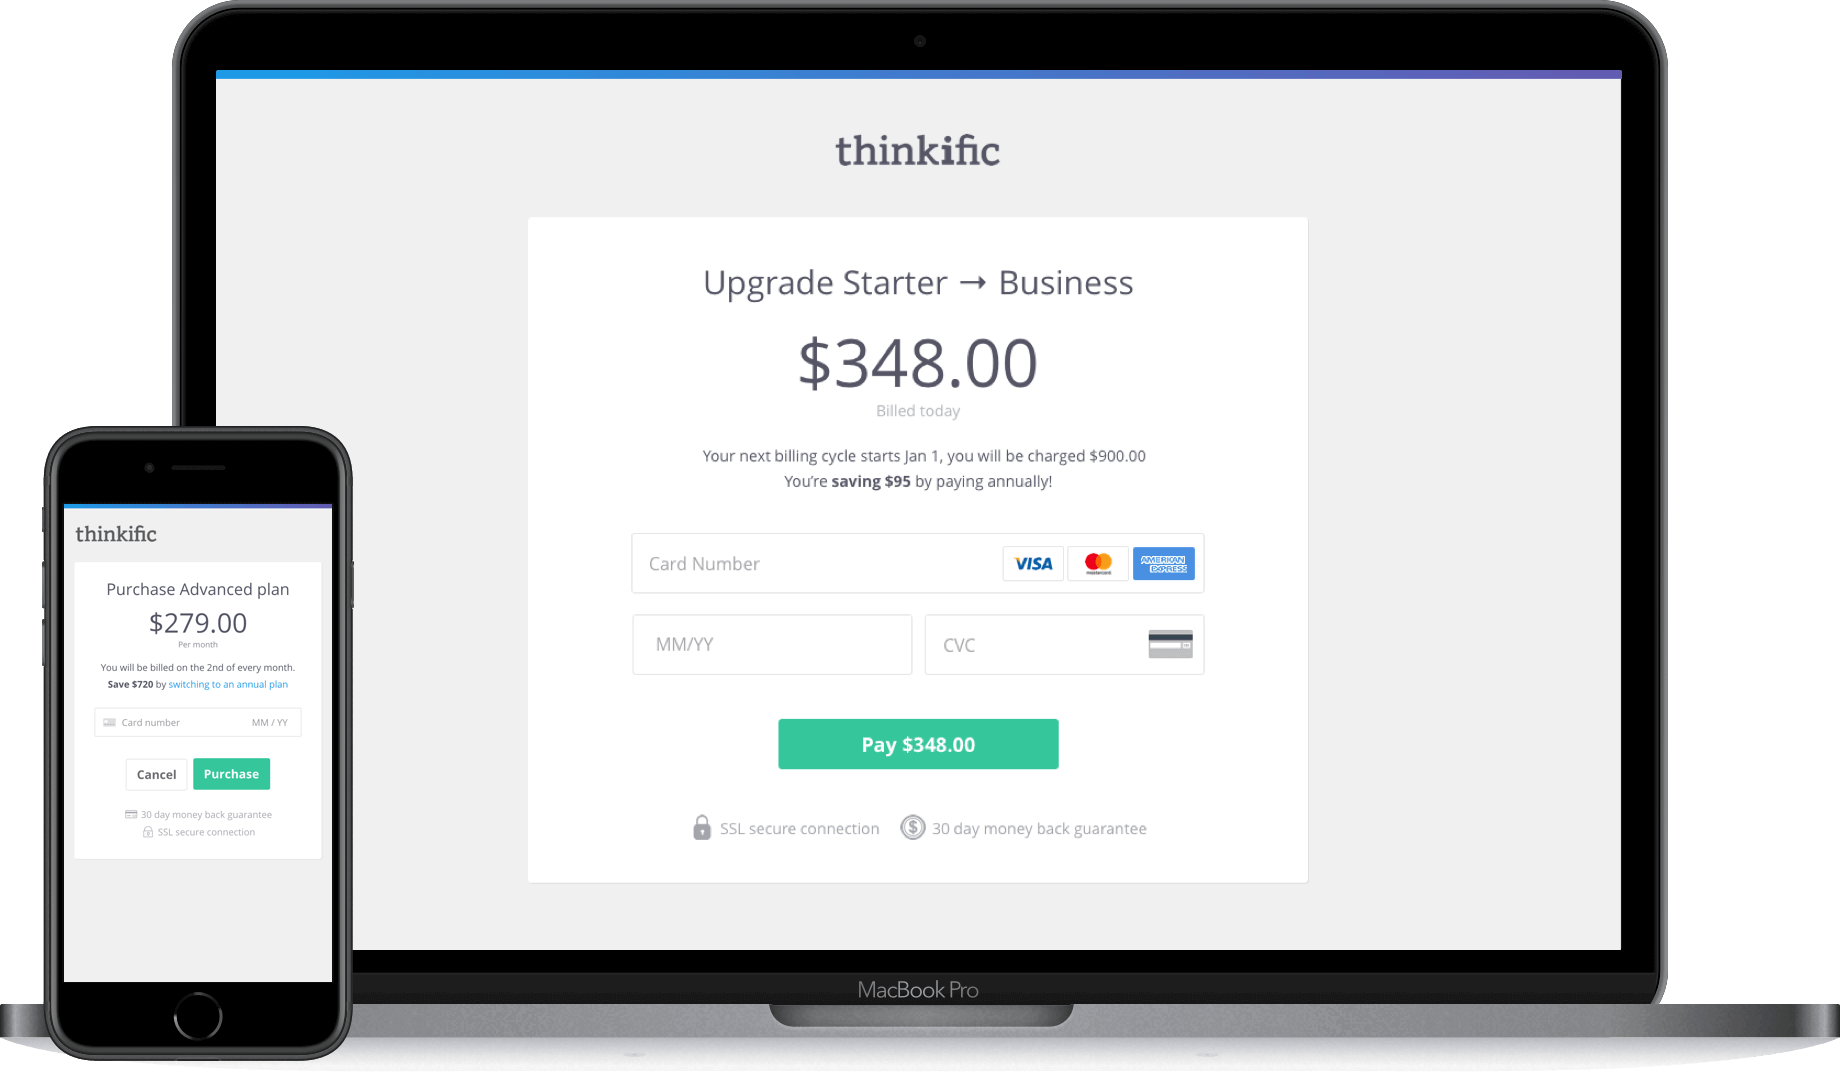 thinkific
Upgrade Starter → Business
$348.00
Billed today
Your next billing cycle starts Jan 1, you will be charged $900.00
You're saving $95 by paying annually!
Card Number
VISA
mastercard
AMERICAN
EXPRESS
MM/YY
CVC
Pay $348.00
SSL secure connection
30 day money back guarantee
MacBook Pro
thinkific
Purchase Advanced plan
$279.00
Per month
You will be billed on the 2nd of every month.
Save $720 by switching to an annual plan
Card number MM / YY
Cancel
Purchase
30 day money back guarantee
SSL secure connection